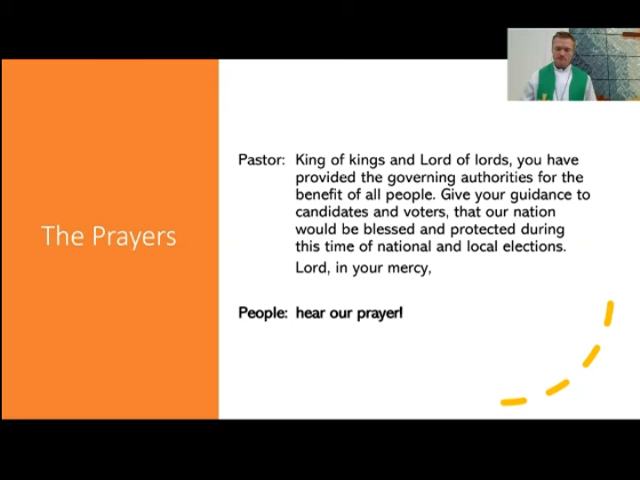 The Prayers
Pastor: King of kings and Lord of lords, you have
provided the governing authorities for the
benefit of all people. Give your guidance to
candidates and voters, that our nation
would be blessed and protected during
this time of national and local elections.
Lord, in your mercy,
People: hear our prayer!